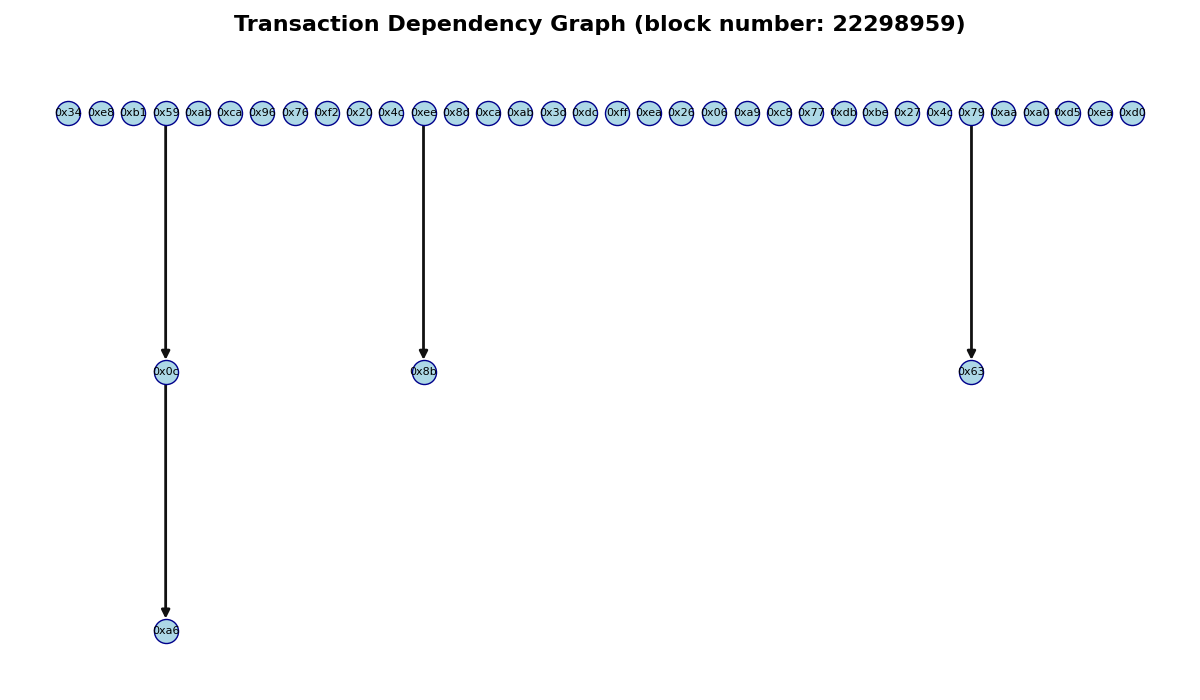 Transaction Dependency Graph (block number: 22298959)
0x34 0xe8 0xb1 0x59 0xab 0xca 0x96 0x76 0xf2 0x20 0x4c 0xee 0x8d 0xca 0xab 0x3d 0xdc 0xff 0xea 0x26 0x06 0xa9 0xc8 0x77 0xdb 0xbe 0x27 0x4c 0x79 0xaa 0xa0 0xd5 0xea 0xd0
0x0c 0x8b 0x63
0xa6